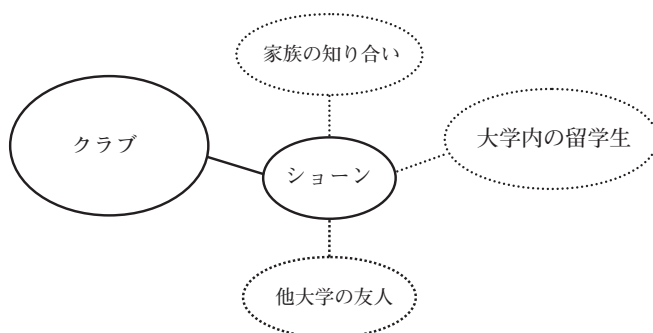 家族の知り合い
クラブ
大学内の留学生
ショーン
他大学の友人